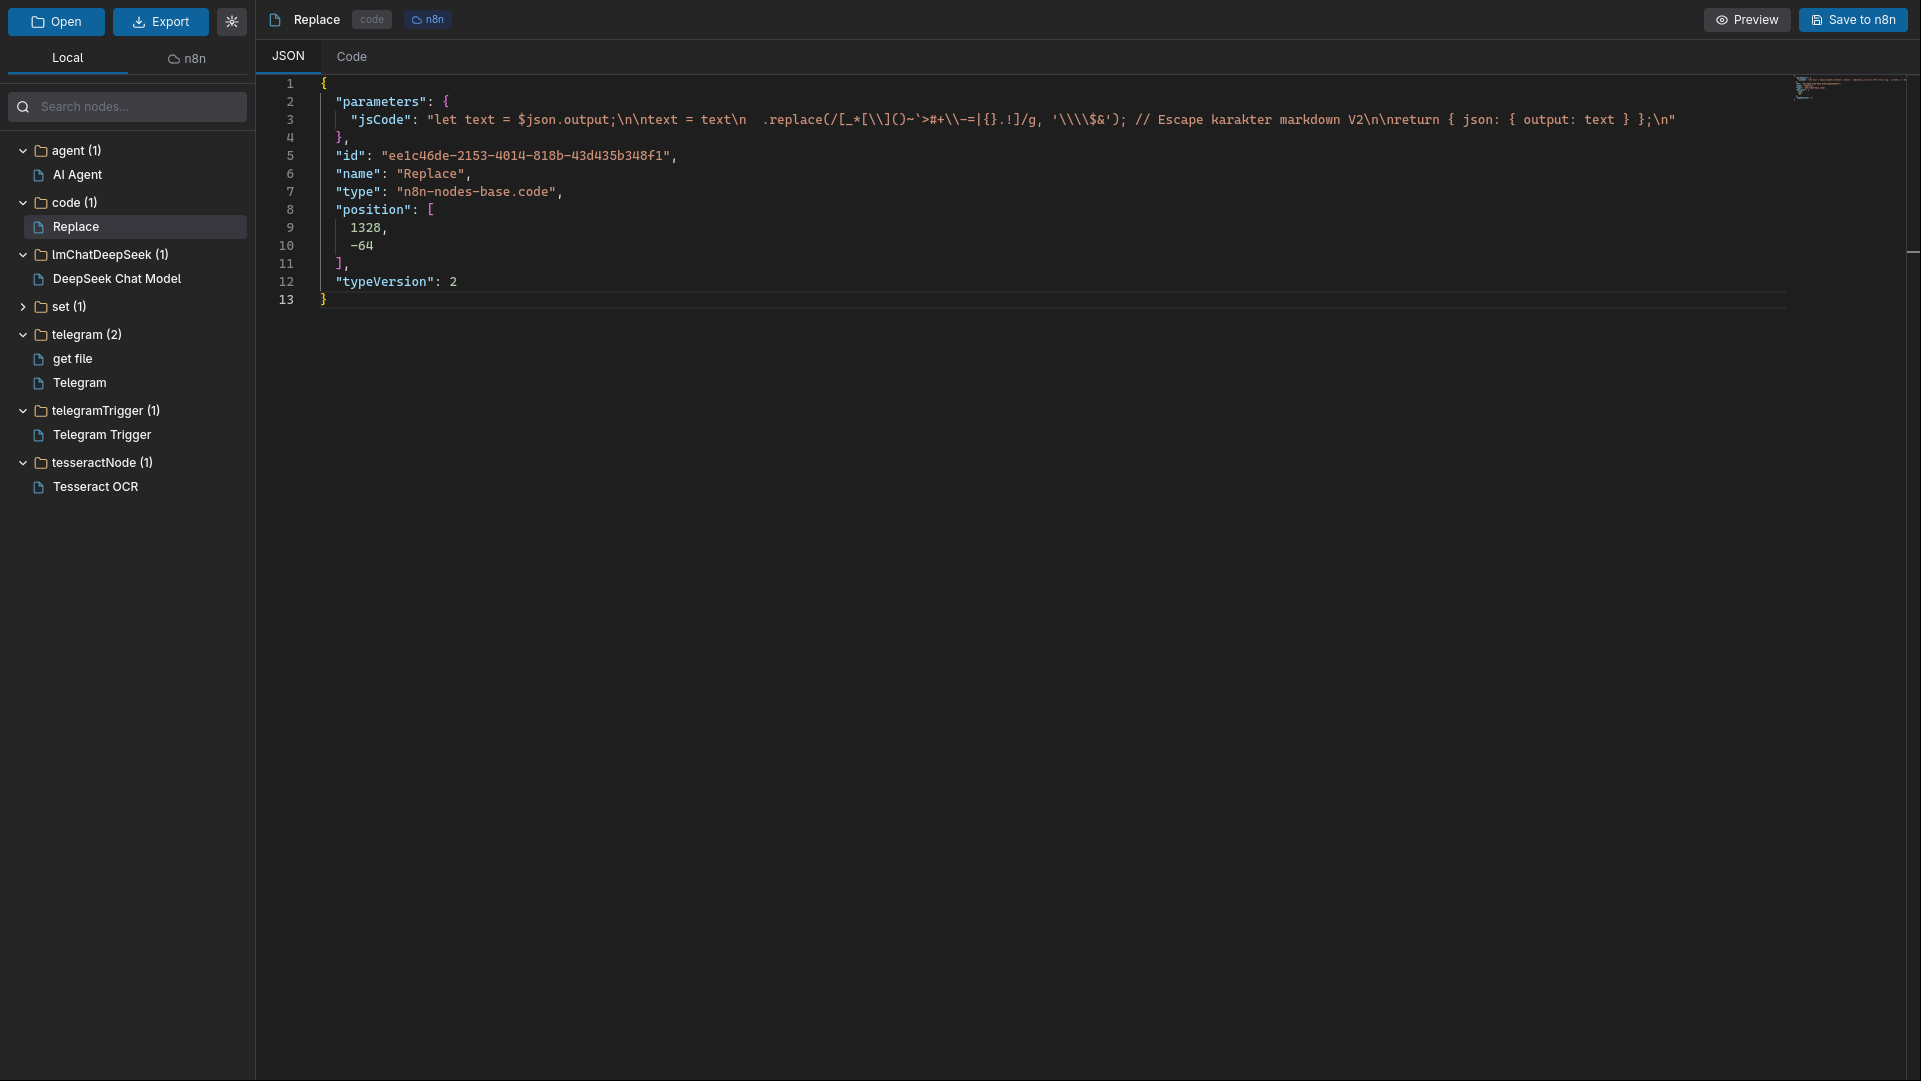 Open
Export
Local
n8n
Search nodes...
agent (1)
AI Agent
code (1)
Replace
lmChatDeepSeek (1)
DeepSeek Chat Model
set (1)
telegram (2)
get file
Telegram
telegramTrigger (1)
Telegram Trigger
tesseractNode (1)
Tesseract OCR
Replace code n8n
Preview
Save to n8n
JSON Code
1 {
2 "parameters": {
3 "jsCode": "let text = $json.output;\n\ntext = text\n  .replace(/[_*[\\]()~`>#+\\-=|{}.!]/g, '\\\\$&'); // Escape karakter markdown V2\n\nreturn { json: { output: text } };\n"
4 },
5 "id": "ee1c46de-2153-4014-818b-43d435b348f1",
6 "name": "Replace",
7 "type": "n8n-nodes-base.code",
8 "position": [
9 1328,
10 -64
11 ],
12 "typeVersion": 2
13 }